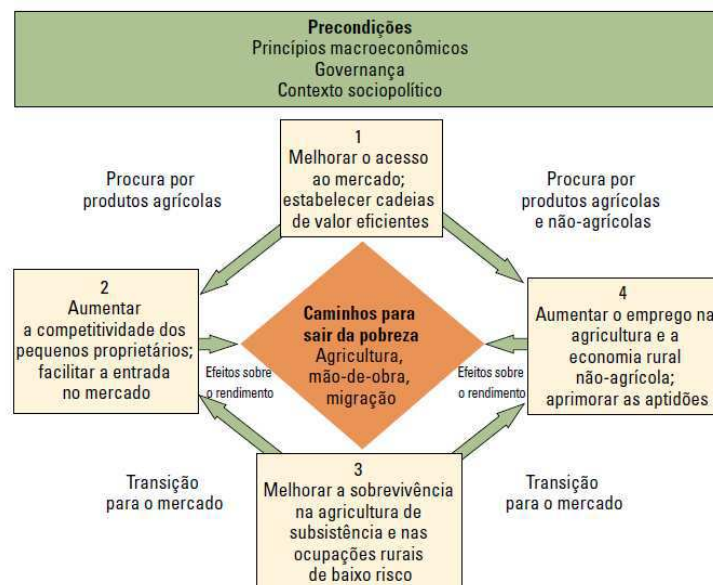 Precondições
Princípios macroeconômicos
Governança
Contexto sociopolítico
1
Melhorar o acesso
ao mercado;
estabelecer cadeias
de valor eficientes
Procura por
produtos agrícolas
Procura por
produtos agrícolas
e não-agrícolas
2
Aumentar
a competitividade dos
pequenos proprietários;
facilitar a entrada
no mercado
Efeitos sobre
o rendimento
Caminhos para
sair da pobreza
Agricultura,
mão-de-obra,
migração
Efeitos sobre
o rendimento
4
Aumentar o emprego na
agricultura e a
economia rural
não-agrícola;
aprimorar as aptidões
Transição
para o mercado
3
Melhorar a sobrevivência
na agricultura de
subsistência e nas
ocupações rurais
de baixo risco
Transição
para o mercado